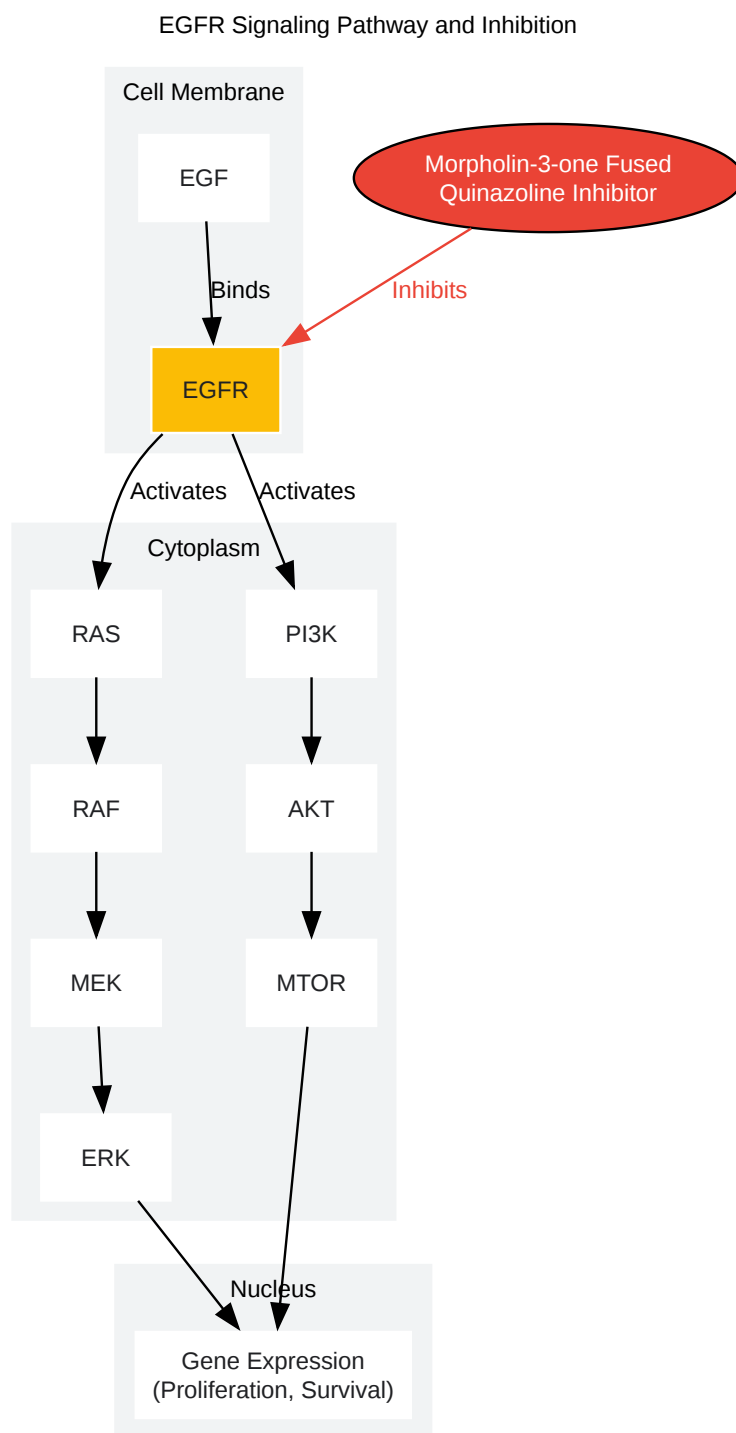 EGFR Signaling Pathway and Inhibition
Cell Membrane
EGF
Morpholin-3-one Fused
Quinazoline Inhibitor
Binds
Inhibits
EGFR
Activates
Activates
Cytoplasm
RAS
PI3K
RAF
AKT
MEK
MTOR
ERK
Nucleus
Gene Expression
(Proliferation, Survival)